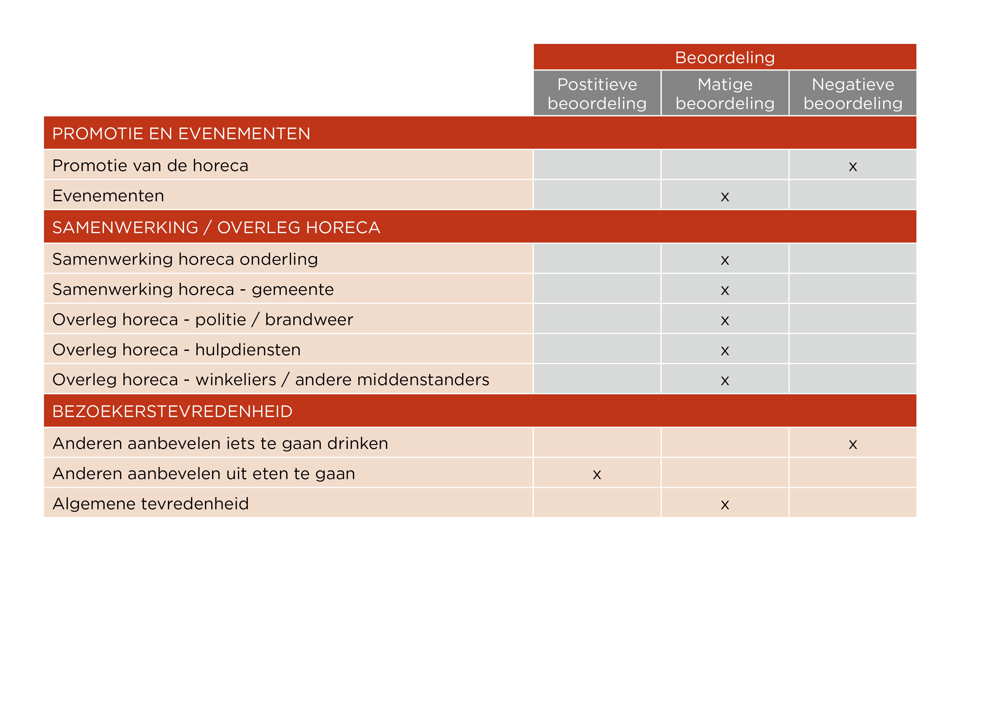 Beoordeling
Postitieve beoordeling Matige beoordeling Negatieve beoordeling
PROMOTIE EN EVENEMENTEN
Promotie van de horeca x
Evenementen x
SAMENWERKING / OVERLEG HORECA
Samenwerking horeca onderling x
Samenwerking horeca - gemeente x
Overleg horeca - politie / brandweer x
Overleg horeca - hulpdiensten x
Overleg horeca - winkeliers / andere middenstanders x
BEZOEKERSTEVREDENHEID
Anderen aanbevelen iets te gaan drinken x
Anderen aanbevelen uit eten te gaan x
Algemene tevredenheid x